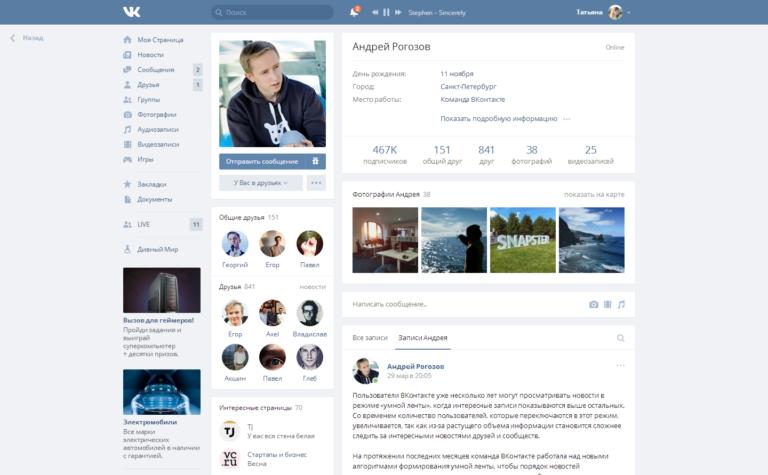 VK
Поиск
8
Stephen – Sincerely
Татьяна
Назад
Моя Страница
Новости
Сообщения 2
Друзья 1
Группы
Фотографии
Аудиозаписи
Видеозаписи
Игры
Закладки
Документы
LIVE 11
Дивный Мир
Вызов для геймеров!
Пройди задания и
выиграй
суперкомпьютер
+ десятки призов.
Электромобили
Все марки
электрических
автомобилей в наличии
с гарантией.
Отправить сообщение
У Вас в друзьях
Общие друзья 151
Георгий Егор Павел
Друзья 841 новости
Егор Axel Владислав
Акшин Павел Глеб
Интересные страницы 70
TJ
TJ
У вас вся стена белая
vc.ru
Стартапы и бизнес
Весна
Андрей Рогозов Online
День рождения: 11 ноября
Город: Санкт-Петербург
Место работы: Команда ВКонтакте
Показать подробную информацию
467K 151 841 38 25
подписчиков общий друг друг фотографий видеозаписей
Фотографии Андрея 38 показать на карте
SNAPSTER
Написать сообщение..
Все записи Записи Андрея
Андрей Рогозов
29 мар в 20:05
Пользователи ВКонтакте уже несколько лет могут просматривать новости в
режиме «умной ленты», когда интересные записи показываются выше остальных.
Со временем количество пользователей, которые переключаются в этот режим,
увеличивается, так как из-за растущего объема информации становится сложнее
следить за интересными новостями друзей и сообществ.
На протяжении последних месяцев команда ВКонтакте работала над новыми
алгоритмами формирования умной ленты, чтобы порядок новостей